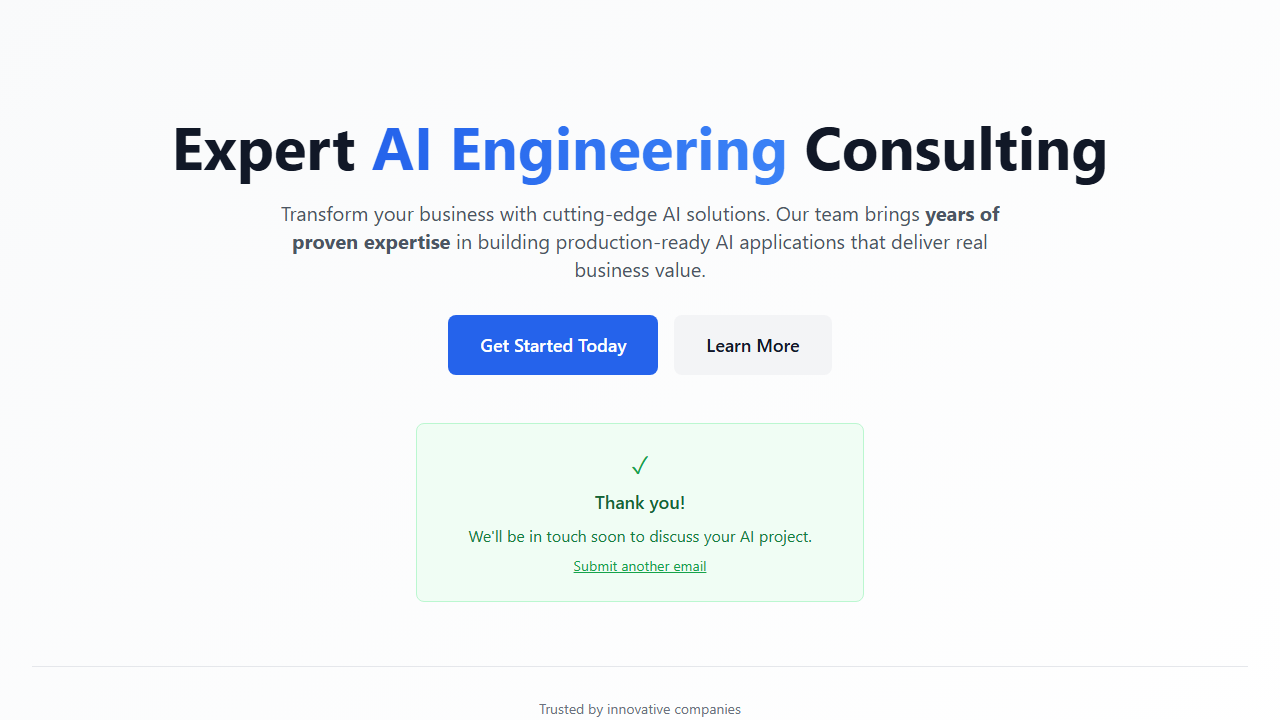 Expert AI Engineering Consulting
Transform your business with cutting-edge AI solutions. Our team brings years of
proven expertise in building production-ready AI applications that deliver real
business value.
Get Started Today
Learn More
✓
Thank you!
We'll be in touch soon to discuss your AI project.
Submit another email
Trusted by innovative companies